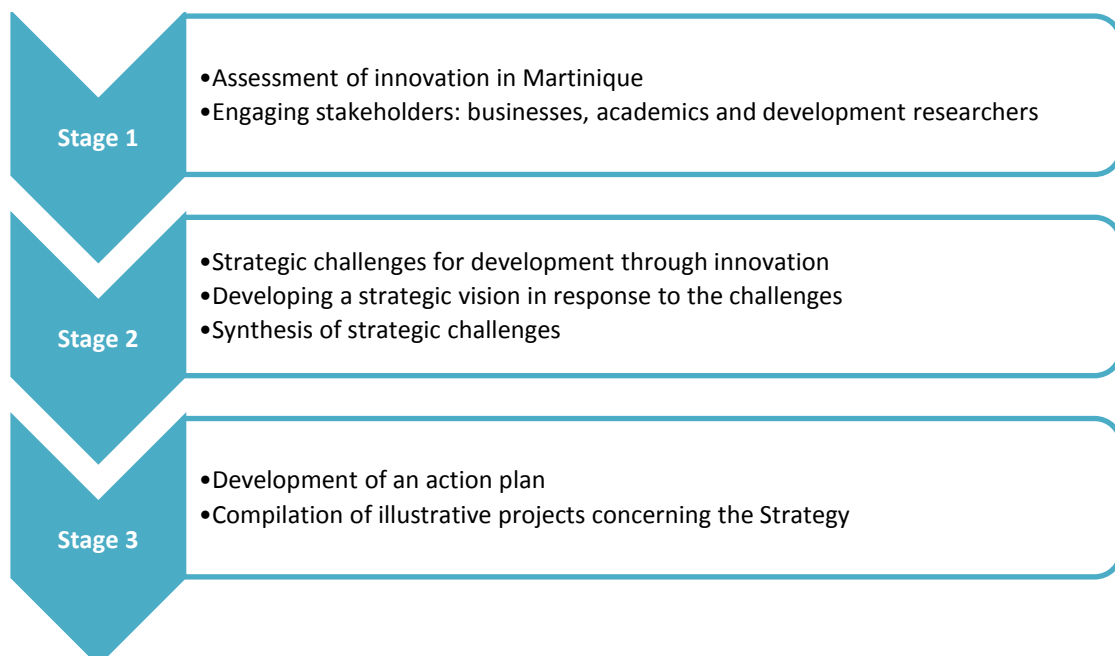 Stage 1
•Assessment of innovation in Martinique
•Engaging stakeholders: businesses, academics and development researchers
Stage 2
•Strategic challenges for development through innovation
•Developing a strategic vision in response to the challenges
•Synthesis of strategic challenges
Stage 3
•Development of an action plan
•Compilation of illustrative projects concerning the Strategy